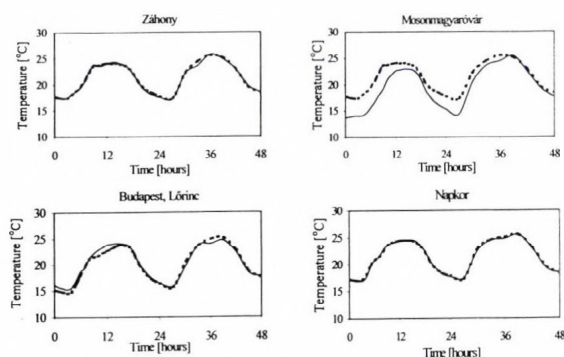 Záhony
Temperature [°C]
30
25
20
15
10
0 12 24 36 48
Time [hours]
Mosonmagyaróvár
Temperature [°C]
30
25
20
15
10
0 12 24 36 48
Time [hours]
Budapest, Lőrinc
Temperature [°C]
30
25
20
15
10
0 12 24 36 48
Time [hours]
Napkor
Temperature [°C]
30
25
20
15
10
0 12 24 36 48
Time [hours]